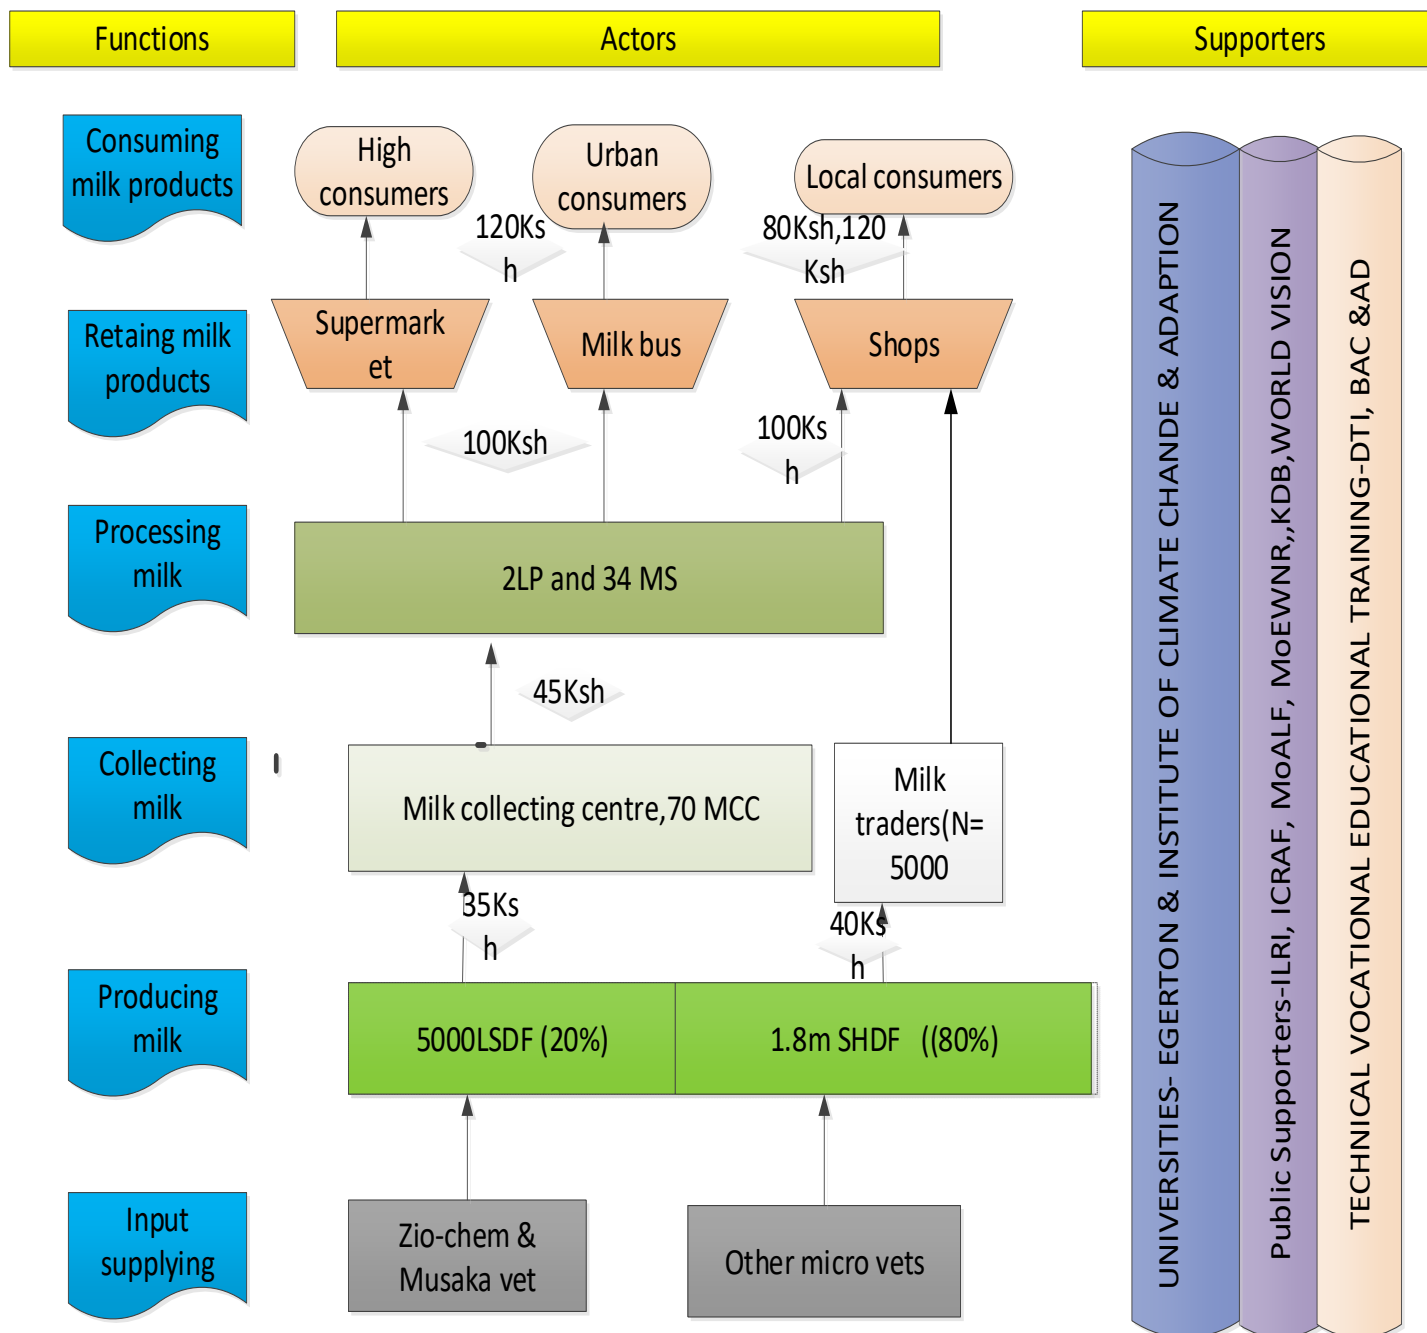 Functions
Actors
Supporters
Consuming
milk products
High
consumers
Urban
consumers
Local consumers
120Ks
h
80Ksh,120
Ksh
Retaing milk
products
Supermark
et
Milk bus
Shops
100Ksh
100Ks
h
Processing
milk
2LP and 34 MS
45Ksh
Collecting
milk
Milk collecting centre,70 MCC
Milk
traders(N=
5000
35Ks
h
40Ks
h
Producing
milk
5000LSDF (20%)
1.8m SHDF ((80%)
Input
supplying
Zio-chem &
Musaka vet
Other micro vets
UNIVERSITIES- EGERTON & INSTITUTE OF CLIMATE CHANDE & ADAPTION
Public Supporters-ILRI, ICRAF, MoALF, MoEWNR,,KDB,WORLD VISION
TECHNICAL VOCATIONAL EDUCATIONAL TRAINING-DTI, BAC &AD